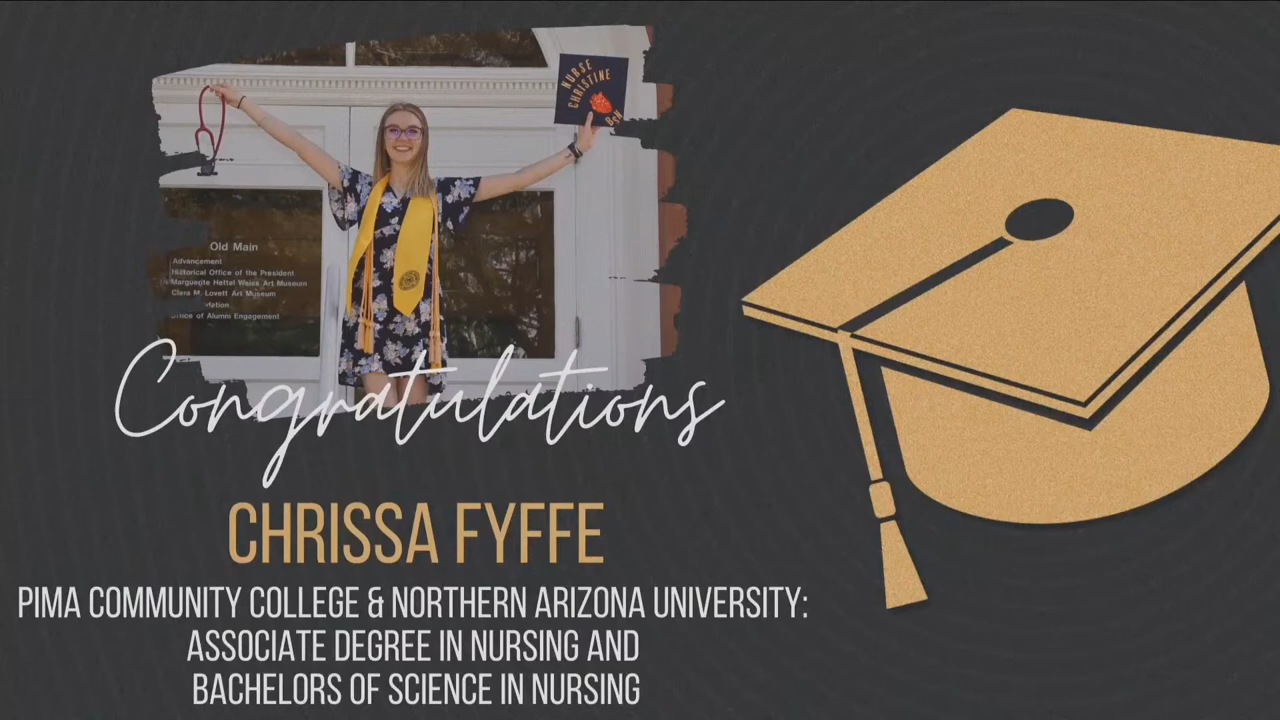 NURSE
CHRISTINE
BSN
Old Main
Advancement
Historical Office of the President
Marguerite Hettel Weiss Art Museum
Clara M. Lovett Art Museum
Office of Alumni Engagement
Congratulations
CHRISSA FYFFE
PIMA COMMUNITY COLLEGE & NORTHERN ARIZONA UNIVERSITY:
ASSOCIATE DEGREE IN NURSING AND
BACHELORS OF SCIENCE IN NURSING